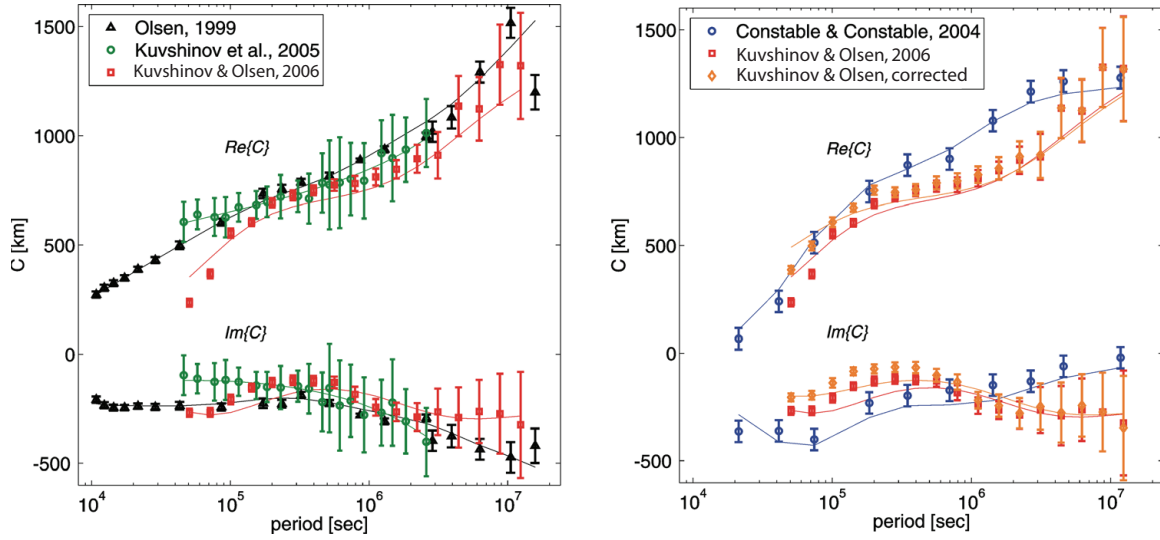 Olsen, 1999
Kuvshinov et al., 2005
Kuvshinov & Olsen, 2006
1500
1000
500
0
-500
C [km]
Re{C}
Im{C}
10^4
10^5
10^6
10^7
period [sec]
Constable & Constable, 2004
Kuvshinov & Olsen, 2006
Kuvshinov & Olsen, corrected
1500
1000
500
0
-500
C [km]
Re{C}
Im{C}
10^4
10^5
10^6
10^7
period [sec]